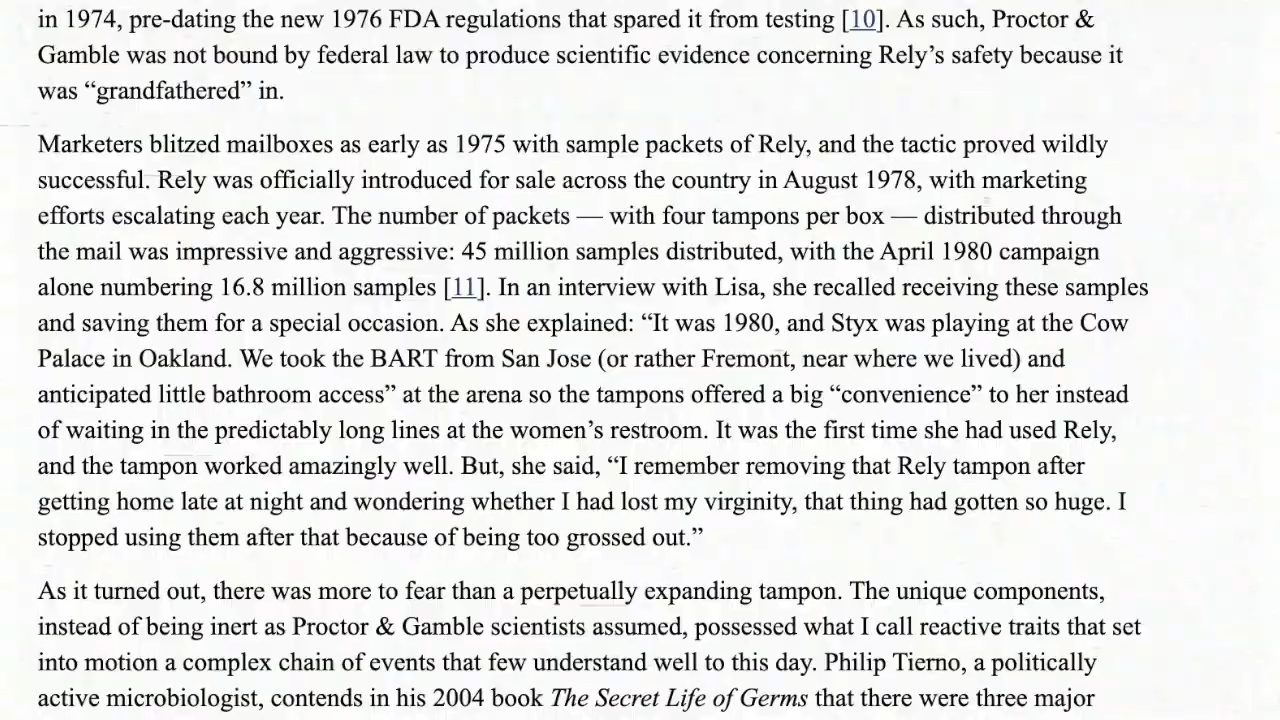 in 1974, pre-dating the new 1976 FDA regulations that spared it from testing [10]. As such, Proctor &
Gamble was not bound by federal law to produce scientific evidence concerning Rely’s safety because it
was “grandfathered” in.
Marketers blitzed mailboxes as early as 1975 with sample packets of Rely, and the tactic proved wildly
successful. Rely was officially introduced for sale across the country in August 1978, with marketing
efforts escalating each year. The number of packets — with four tampons per box — distributed through
the mail was impressive and aggressive: 45 million samples distributed, with the April 1980 campaign
alone numbering 16.8 million samples [11]. In an interview with Lisa, she recalled receiving these samples
and saving them for a special occasion. As she explained: “It was 1980, and Styx was playing at the Cow
Palace in Oakland. We took the BART from San Jose (or rather Fremont, near where we lived) and
anticipated little bathroom access” at the arena so the tampons offered a big “convenience” to her instead
of waiting in the predictably long lines at the women’s restroom. It was the first time she had used Rely,
and the tampon worked amazingly well. But, she said, “I remember removing that Rely tampon after
getting home late at night and wondering whether I had lost my virginity, that thing had gotten so huge. I
stopped using them after that because of being too grossed out.”
As it turned out, there was more to fear than a perpetually expanding tampon. The unique components,
instead of being inert as Proctor & Gamble scientists assumed, possessed what I call reactive traits that set
into motion a complex chain of events that few understand well to this day. Philip Tierno, a politically
active microbiologist, contends in his 2004 book The Secret Life of Germs that there were three major